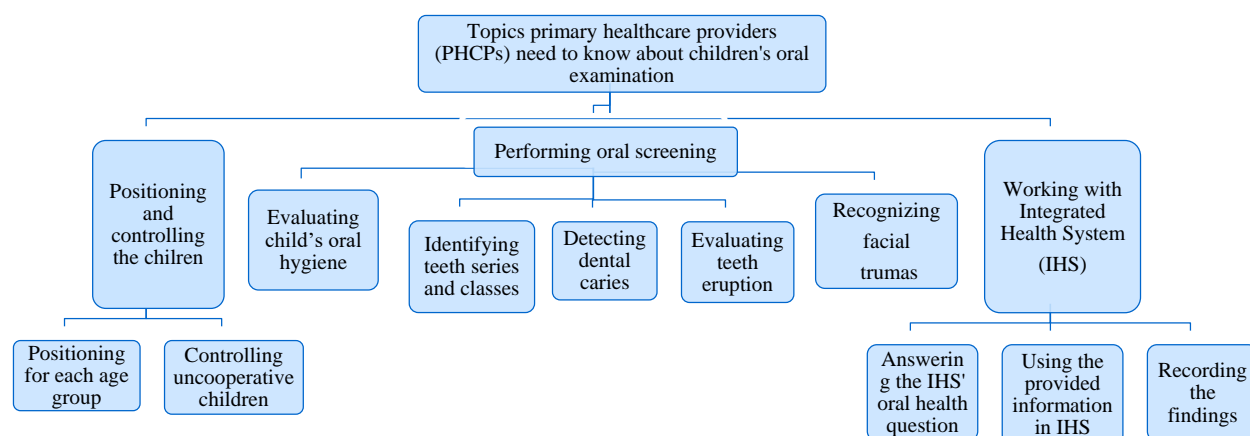 Topics primary healthcare providers
(PHCPs) need to know about children's oral
examination
Performing oral screening
Positioning
and
controlling
the chilren
Evaluating
child’s oral
hygiene
Identifying
teeth series
and classes
Detecting
dental
caries
Evaluating
teeth
eruption
Recognizing
facial
trumas
Working with
Integrated
Health System
(IHS)
Positioning
for each age
group
Controlling
uncooperative
children
Answerin
g the IHS'
oral health
question
Using the
provided
information
in IHS
Recording
the
findings